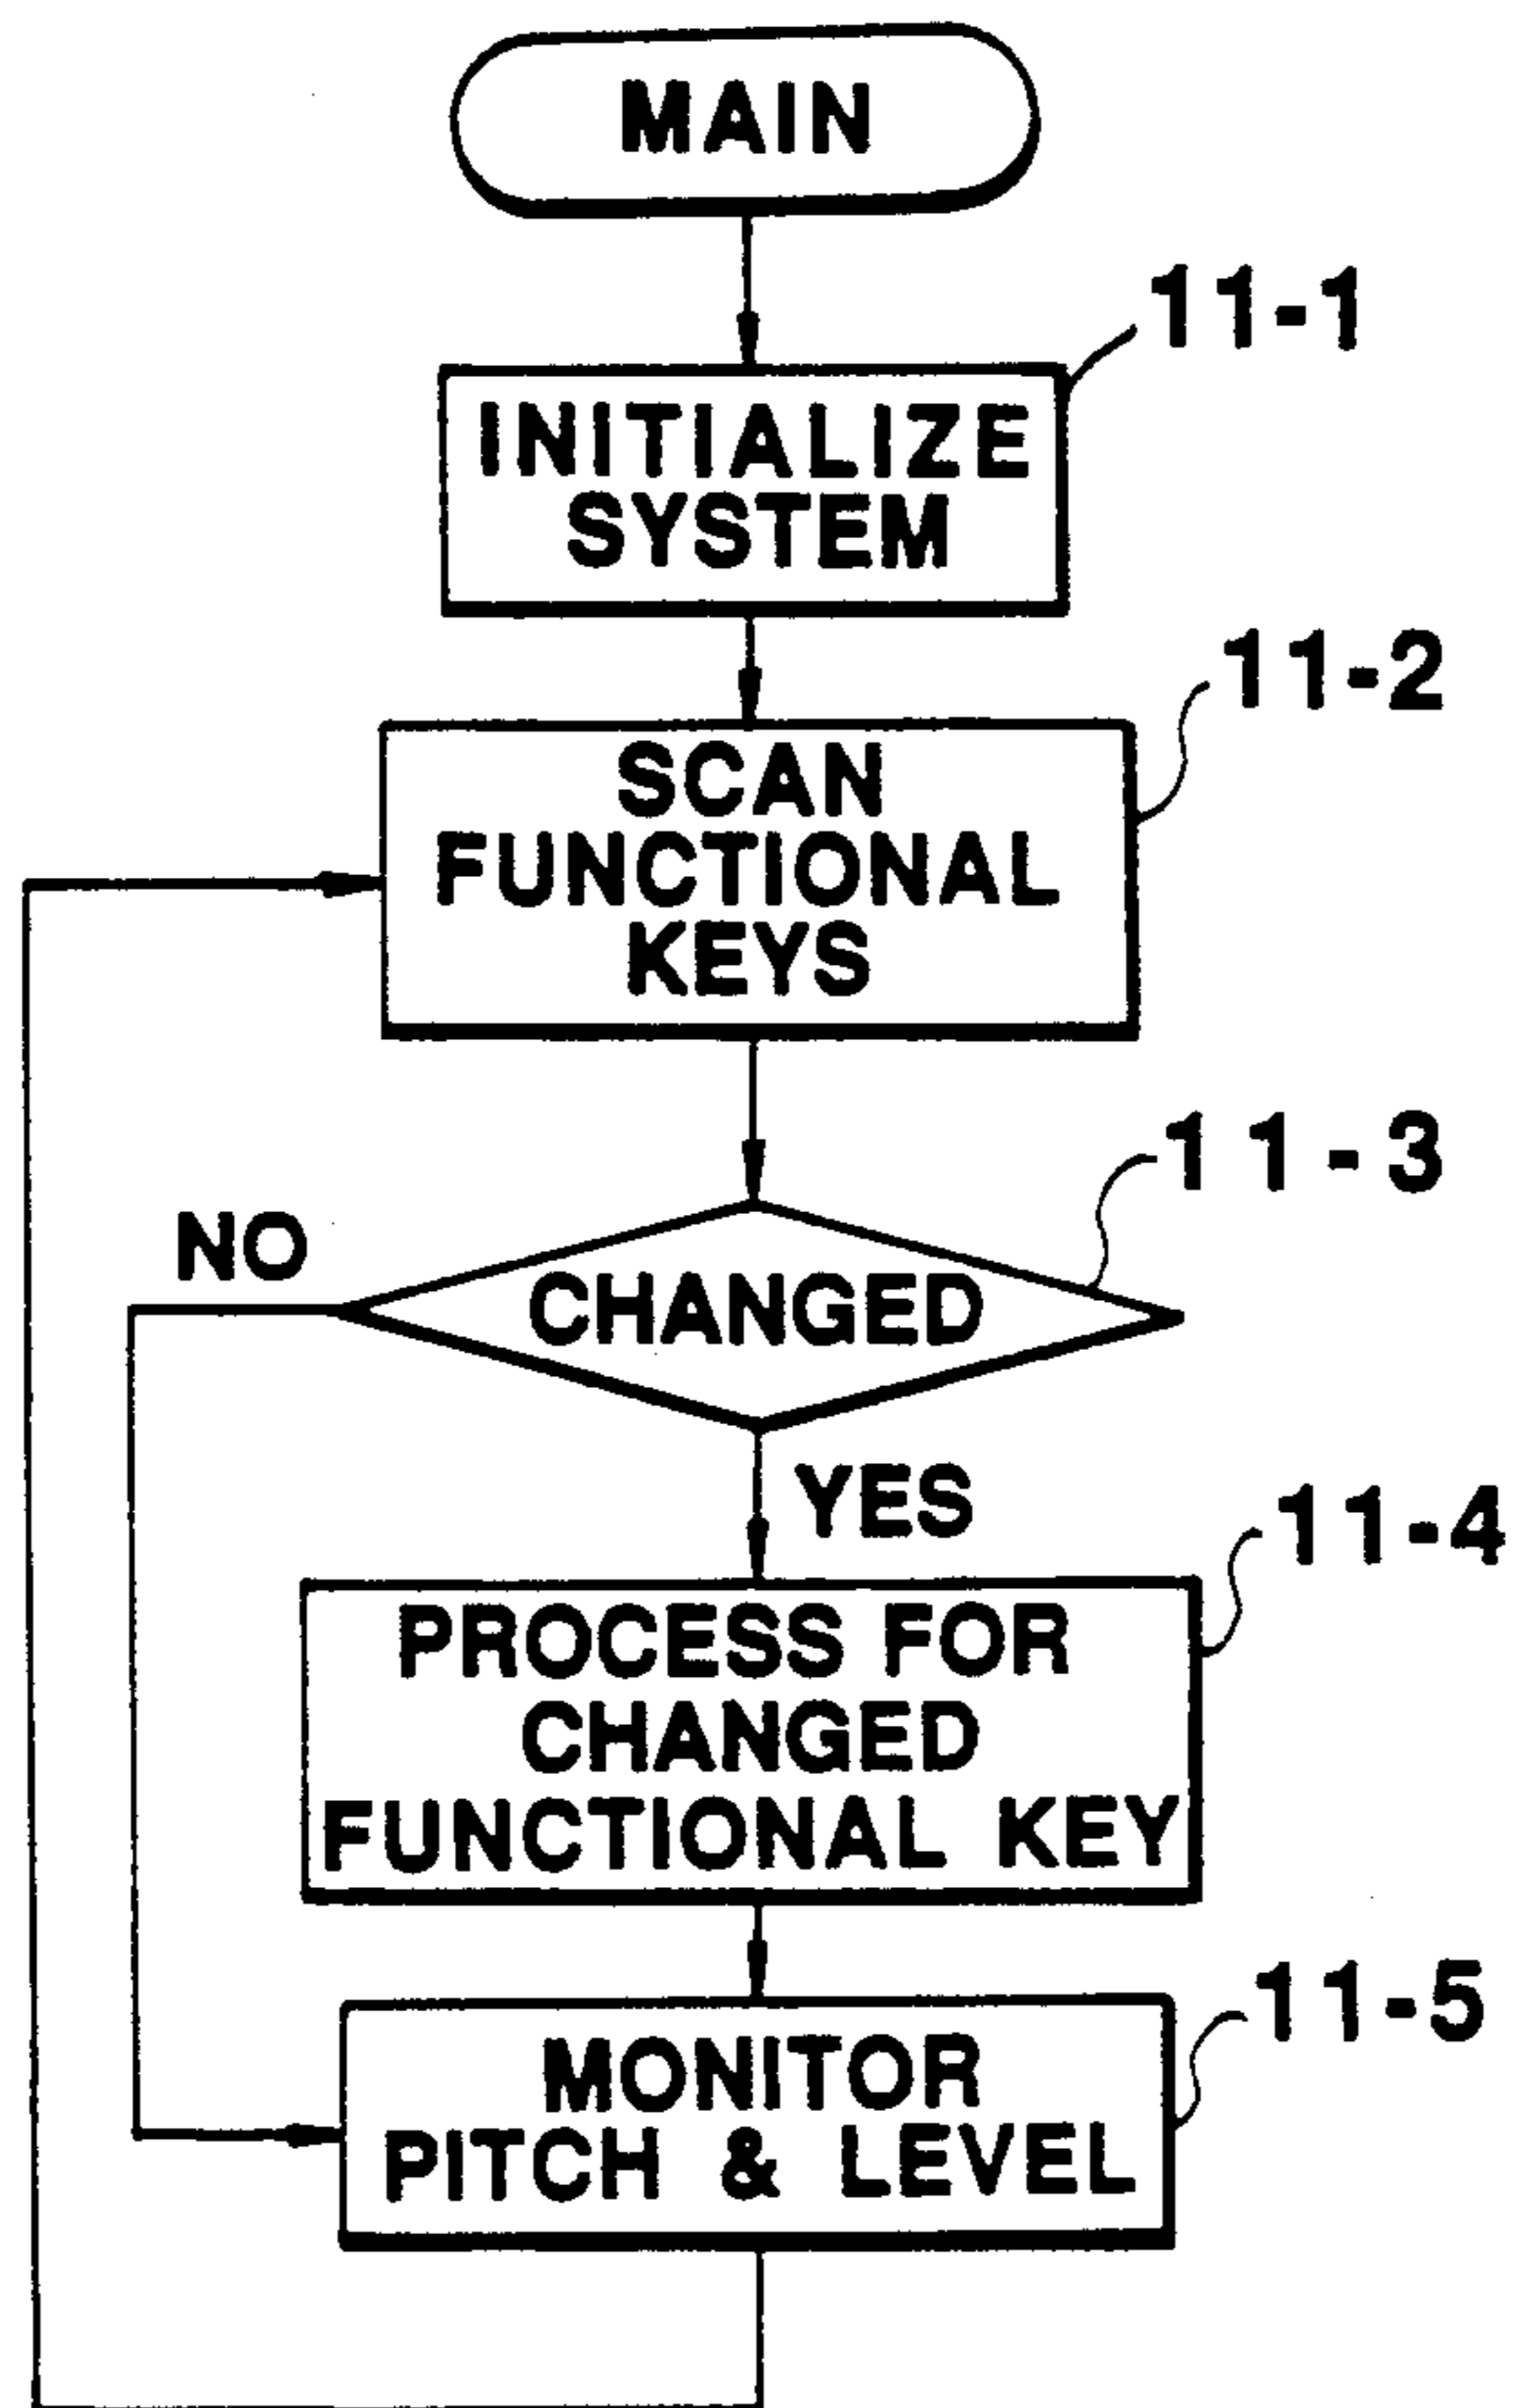 MAIN
11-1
INITIALIZE
SYSTEM
11-2
SCAN
FUNCTIONAL
KEYS
11-3
NO
CHANGED
YES
11-4
PROCESS FOR
CHANGED
FUNCTIONAL KEY
11-5
MONITOR
PITCH & LEVEL